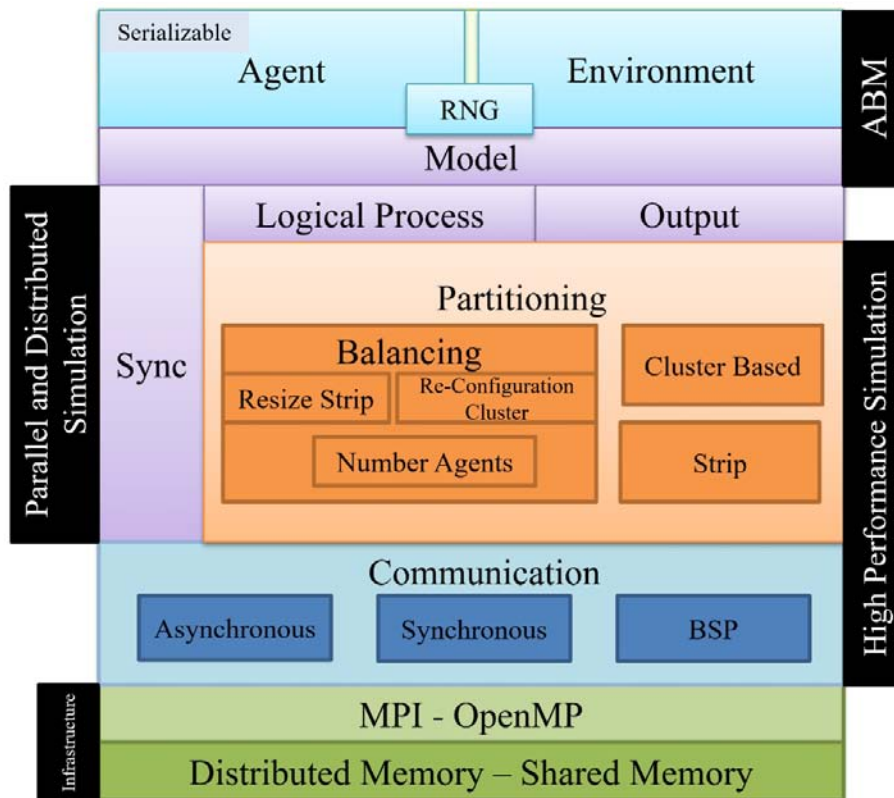 Serializable
Agent
Environment
RNG
Model
ABM
Parallel and Distributed
Simulation
Sync
Logical Process
Output
Partitioning
Balancing
Resize Strip
Re-Configuration
Cluster
Number Agents
Cluster Based
Strip
High Performance Simulation
Communication
Asynchronous
Synchronous
BSP
Infrastructure
MPI - OpenMP
Distributed Memory – Shared Memory